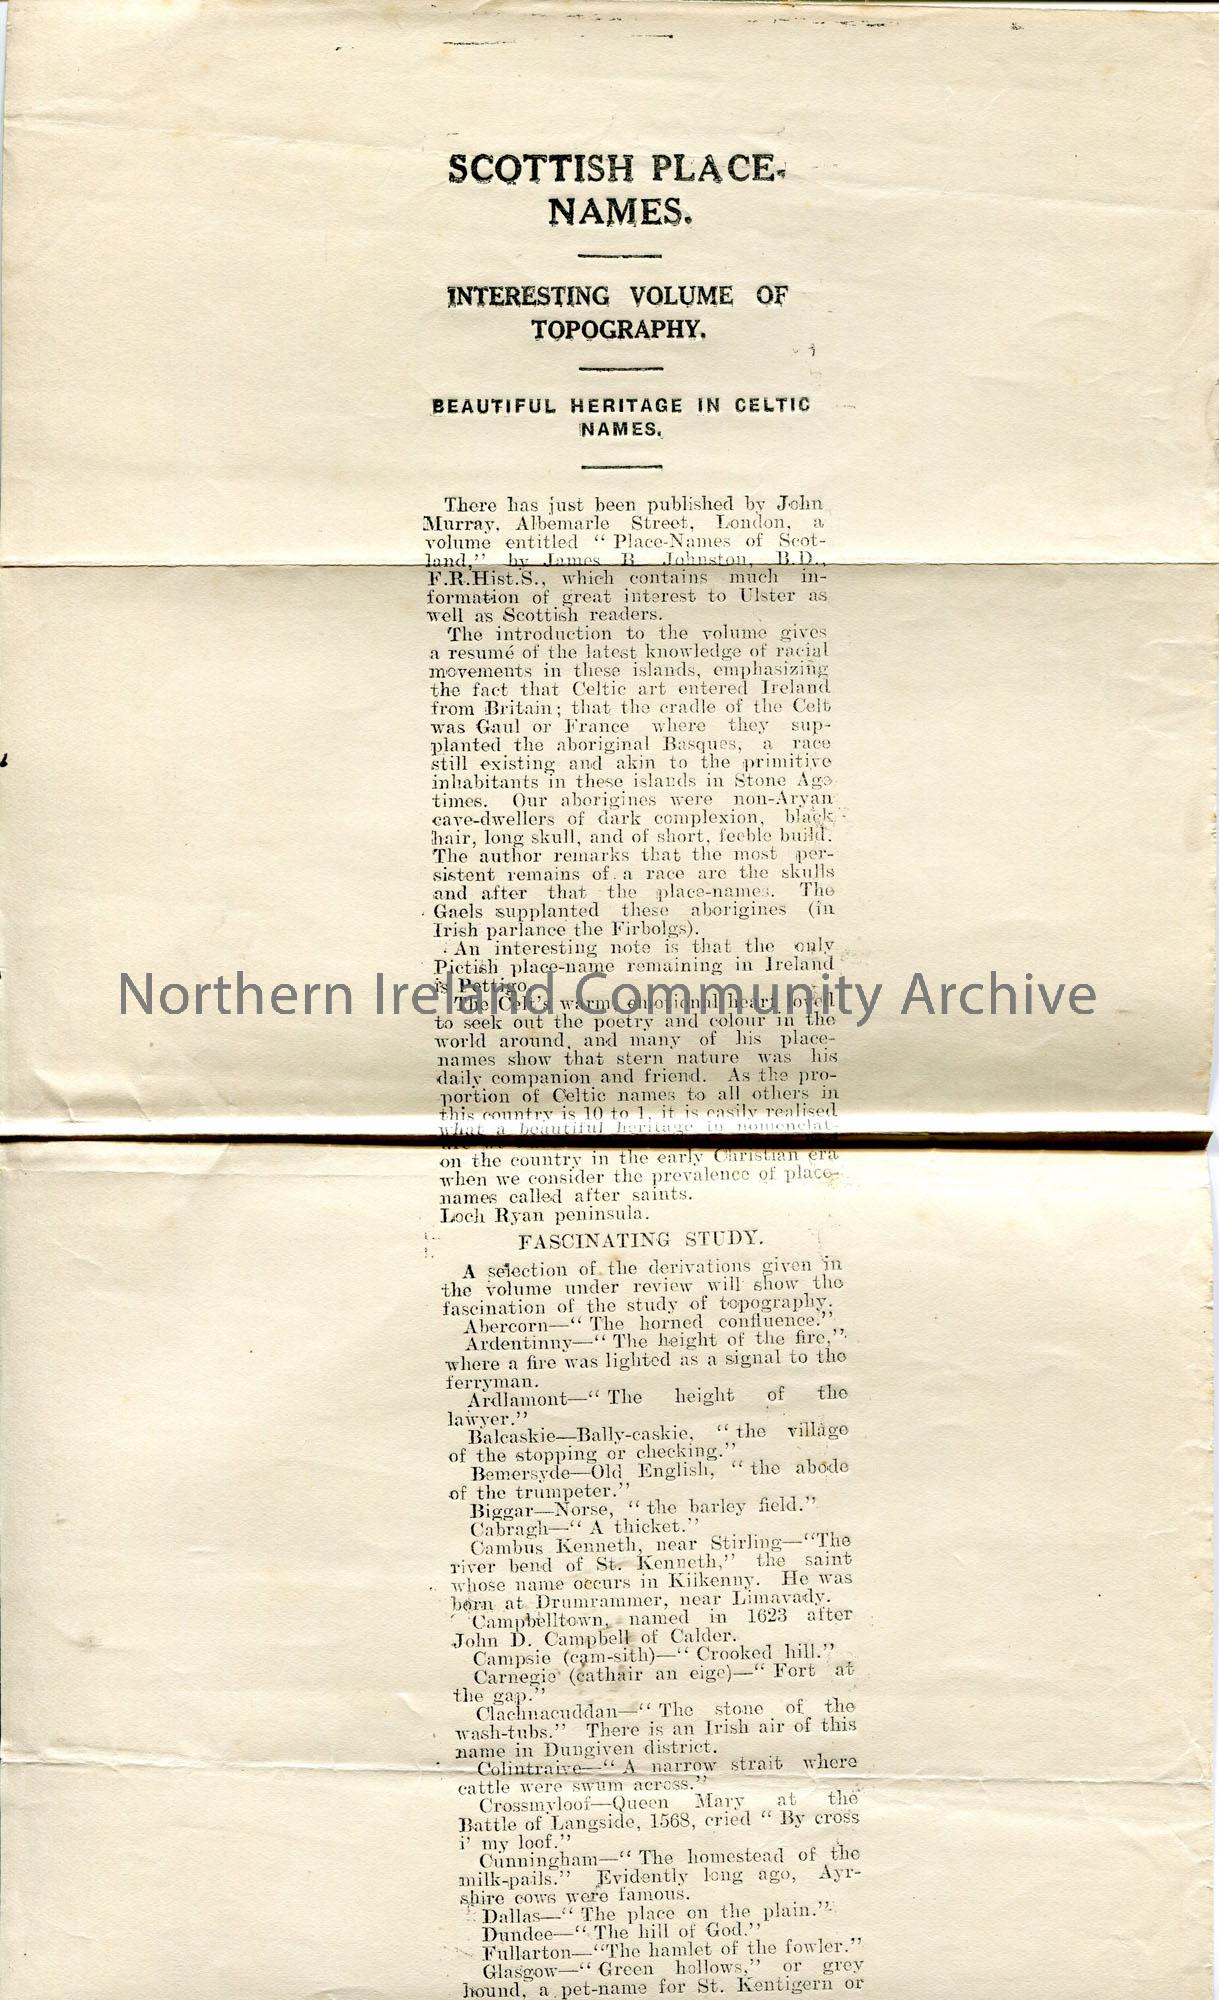 SCOTTISH PLACE-
NAMES.
INTERESTING VOLUME OF
TOPOGRAPHY.
BEAUTIFUL HERITAGE IN CELTIC
NAMES.
There has just been published by John
Murray, Albemarle Street, London, a
volume entitled “ Place-Names of Scot-
land,” by James B. Johnston, B.D.,
F.R.Hist.S., which contains much in-
formation of great interest to Ulster as
well as Scottish readers.
The introduction to the volume gives
a resumé of the latest knowledge of racial
movements in these islands, emphasizing
the fact that Celtic art entered Ireland
from Britain; that the cradle of the Celt
was Gaul or France where they sup-
planted the aboriginal Basques, a race
still existing and akin to the primitive
inhabitants in these islands in Stone Age
times. Our aborigines were non-Aryan
cave-dwellers of dark complexion, black
hair, long skull, and of short, feeble build.
The author remarks that the most per-
sistent remains of a race are the skulls
and after that the place-names. The
Gaels supplanted these aborigines (in
Irish parlance the Firbolgs).
An interesting note is that the only
Pictish place-name remaining in Ireland
is Pettigo.
Northern Ireland Community Archive
The Celt's warm emotional heart loved
to seek out the poetry and colour in the
world around, and many of his place-
names show that stern nature was his
daily companion and friend. As the pro-
portion of Celtic names to all others in
this country is 10 to 1, it is easily realised
what a beautiful heritage in nomenclat-
on the country in the early Christian era
when we consider the prevalence of place-
names called after saints.
Loch Ryan peninsula.
FASCINATING STUDY.
A selection of the derivations given in
the volume under review will show the
fascination of the study of topography.
Abercorn—“ The horned confluence.”
Ardentinny—“ The height of the fire,”
where a fire was lighted as a signal to the
ferryman.
Ardlamont—“ The height of the
lawyer.”
Balcaskie—Bally-caskie, “ the village
of the stopping or checking.”
Bemersyde—Old English, “ the abode
of the trumpeter.”
Biggar—Norse, “ the barley field.”
Cabragh—“ A thicket.”
Cambus Kenneth, near Stirling—“The
river bend of St. Kenneth,” the saint
whose name occurs in Kilkenny. He was
born at Drumrammer, near Limavady.
Campbelltown, named in 1623 after
John D. Campbell of Calder.
Campsie (cam-sith)—“ Crooked hill.”
Carnegie (cathair an eige)—“ Fort at
the gap.”
Clachnacuddan—“ The stone of the
wash-tubs.” There is an Irish air of this
name in Dungiven district.
Colintraive—“ A narrow strait where
cattle were swum across.”
Crossmyloof—Queen Mary at the
Battle of Langside, 1568, cried “ By cross
i’ my loof.”
Cunningham—“ The homestead of the
milk-pails.” Evidently long ago, Ayr-
shire cows were famous.
Dallas—“ The place on the plain.”
Dundee—“ The hill of God.”
Fullarton—“The hamlet of the fowler.”
Glasgow—“ Green hollows,” or grey
hound, a pet-name for St. Kentigern or